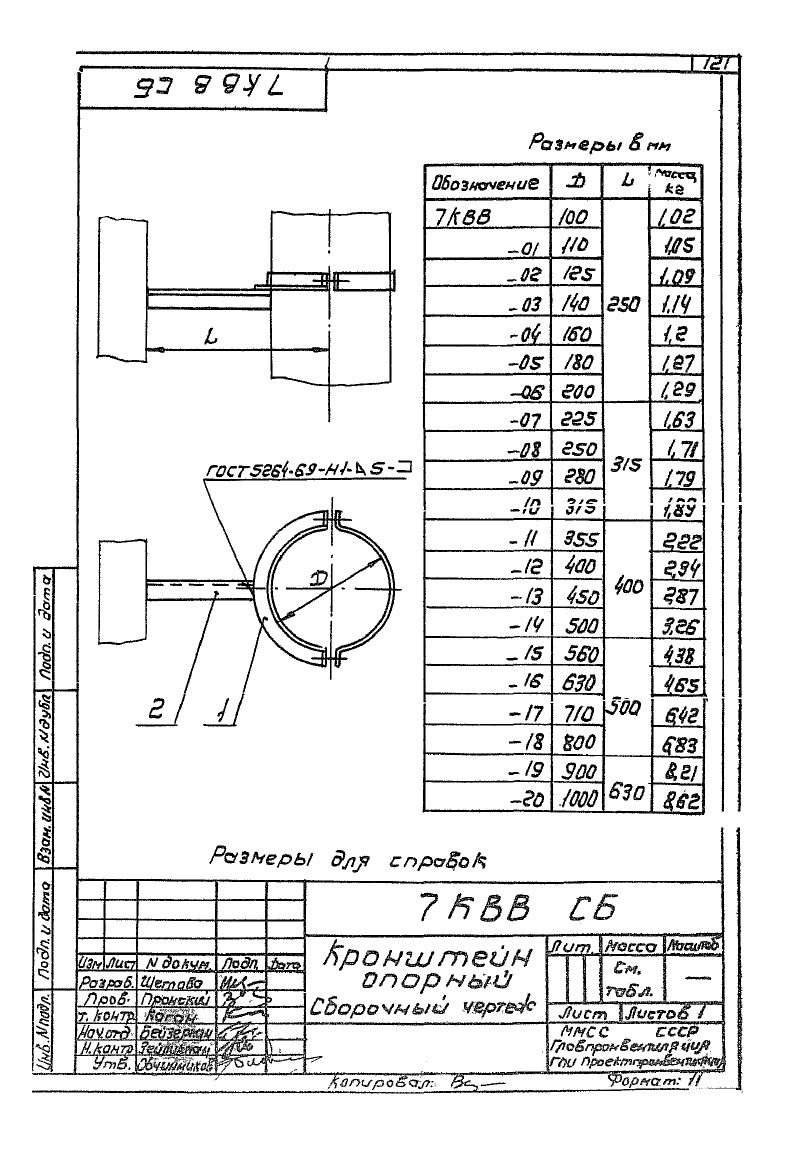 121
7КВВ СБ
Размеры в мм
Обозначение D L Масса, кг
7КВВ 100 250 1,02
-01 110 1,05
-02 125 1,09
-03 140 1,14
-04 160 1,2
-05 180 1,27
-06 200 1,29
-07 225 315 1,63
-08 250 1,71
-09 280 1,79
-10 315 1,89
-11 355 400 2,22
-12 400 2,94
-13 450 2,87
-14 500 3,26
-15 560 500 4,38
-16 630 4,65
-17 710 6,42
-18 800 6,83
-19 900 630 8,21
-20 1000 8,62
L
ГОСТ 5264-69-Н1-⊿5-⊐
D
2 1
Размеры для справок
Инв.№подл. Подп. и дата Взам.инв.№ Инв.№дубл. Подп. и дата
7КВВ СБ
Изм Лист № докум. Подп. Дата
Разраб. Шетова
Пров. Пронский
Т. контр. Каган
Нач.отд. Бейзерман
Н.контр.
Утв. Овчинников
Кронштейн
опорный
Сборочный чертеж
Лит. Масса Масштаб
См.
табл.
—
Лист Листов 1
ММСС СССР
Главпромвентиляция
ГПИ Проектпромвентиляция
Копировал:
Формат: 11